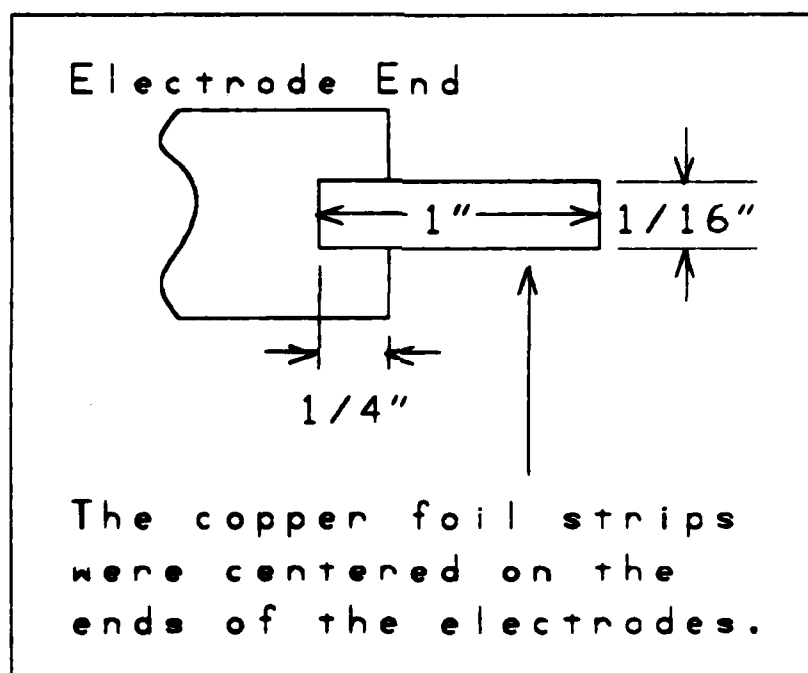 Electrode End
1"
1/16"
1/4"
The copper foil strips
were centered on the
ends of the electrodes.